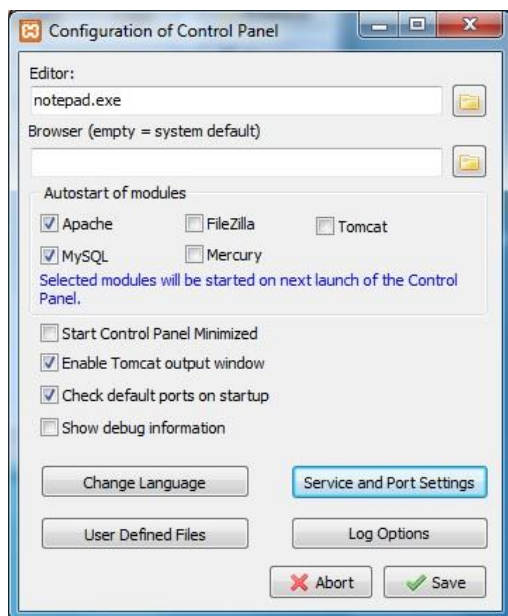 Configuration of Control Panel
Editor:
notepad.exe
Browser (empty = system default)
Autostart of modules
Apache
FileZilla
Tomcat
MySQL
Mercury
Selected modules will be started on next launch of the Control
Panel.
Start Control Panel Minimized
Enable Tomcat output window
Check default ports on startup
Show debug information
Change Language
Service and Port Settings
User Defined Files
Log Options
Abort
Save